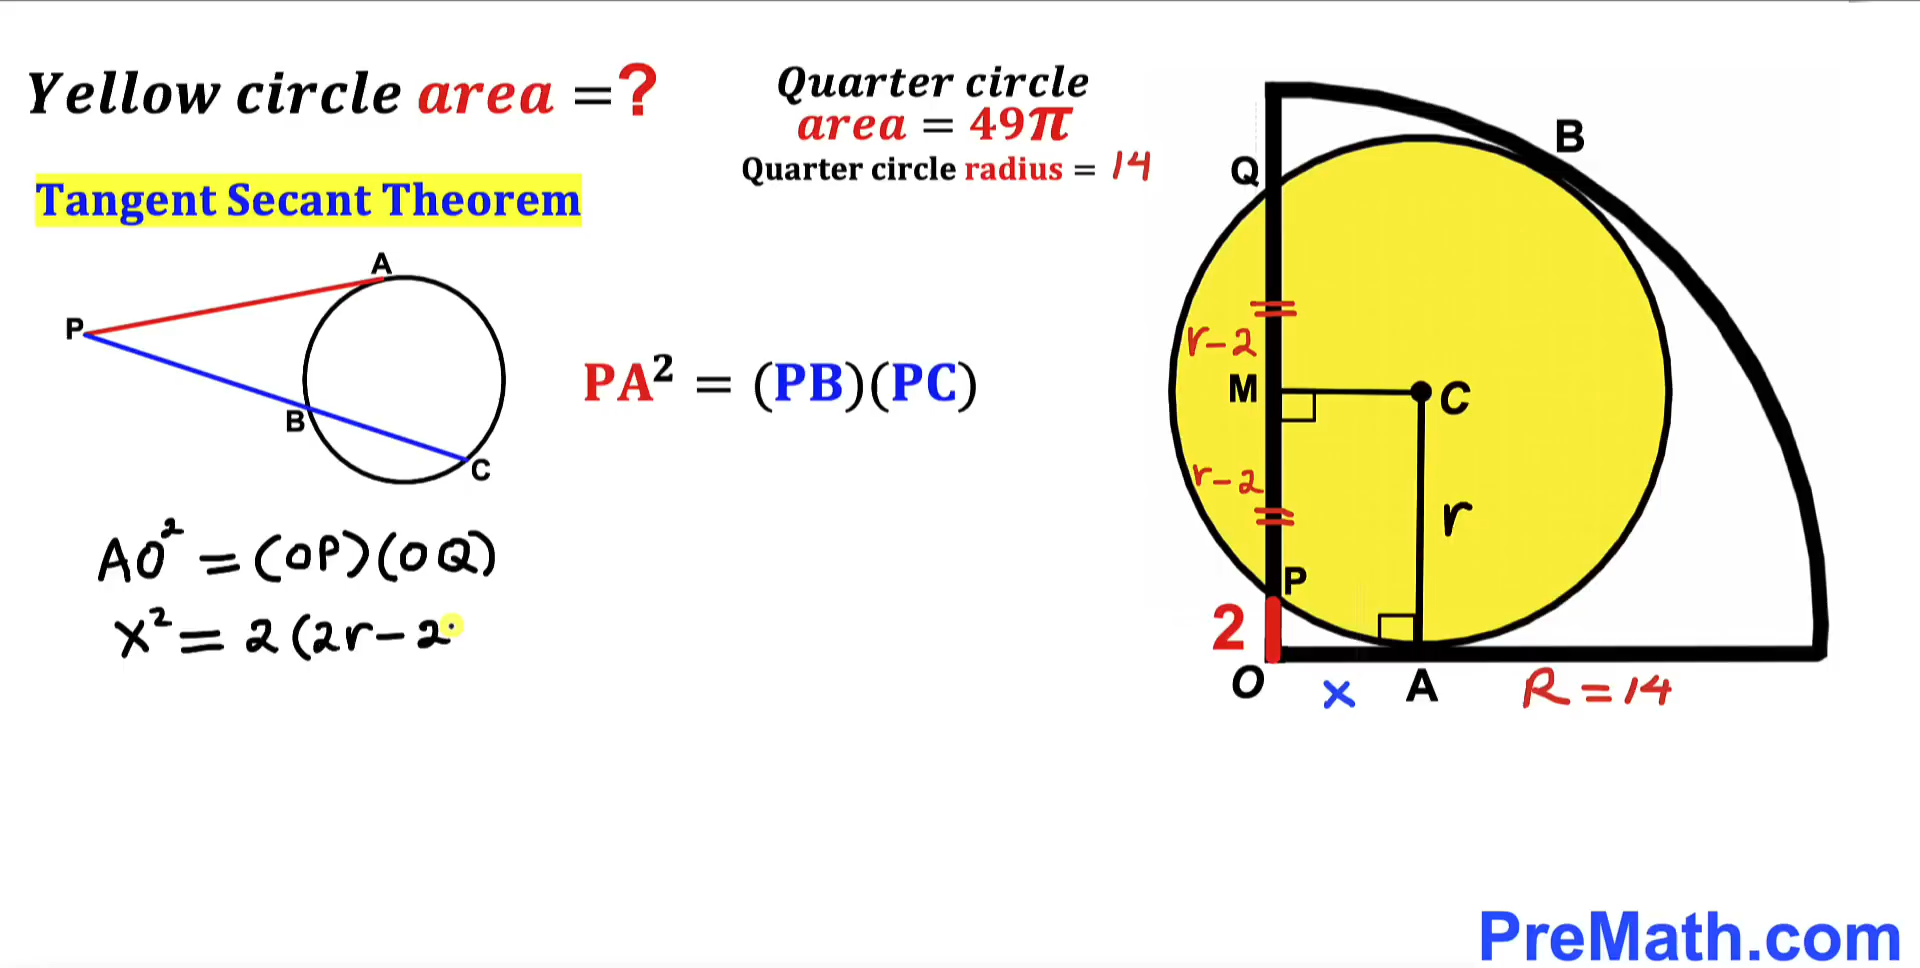 Yellow circle area =?
Quarter circle
area = 49π
Quarter circle radius = 14
Tangent Secant Theorem
A
P
B
C
PA² = (PB)(PC)
AO² = (OP)(OQ)
x² = 2(2r-2
B
Q
r-2
M
C
r-2
r
P
2
O
x
A
R=14
PreMath.com